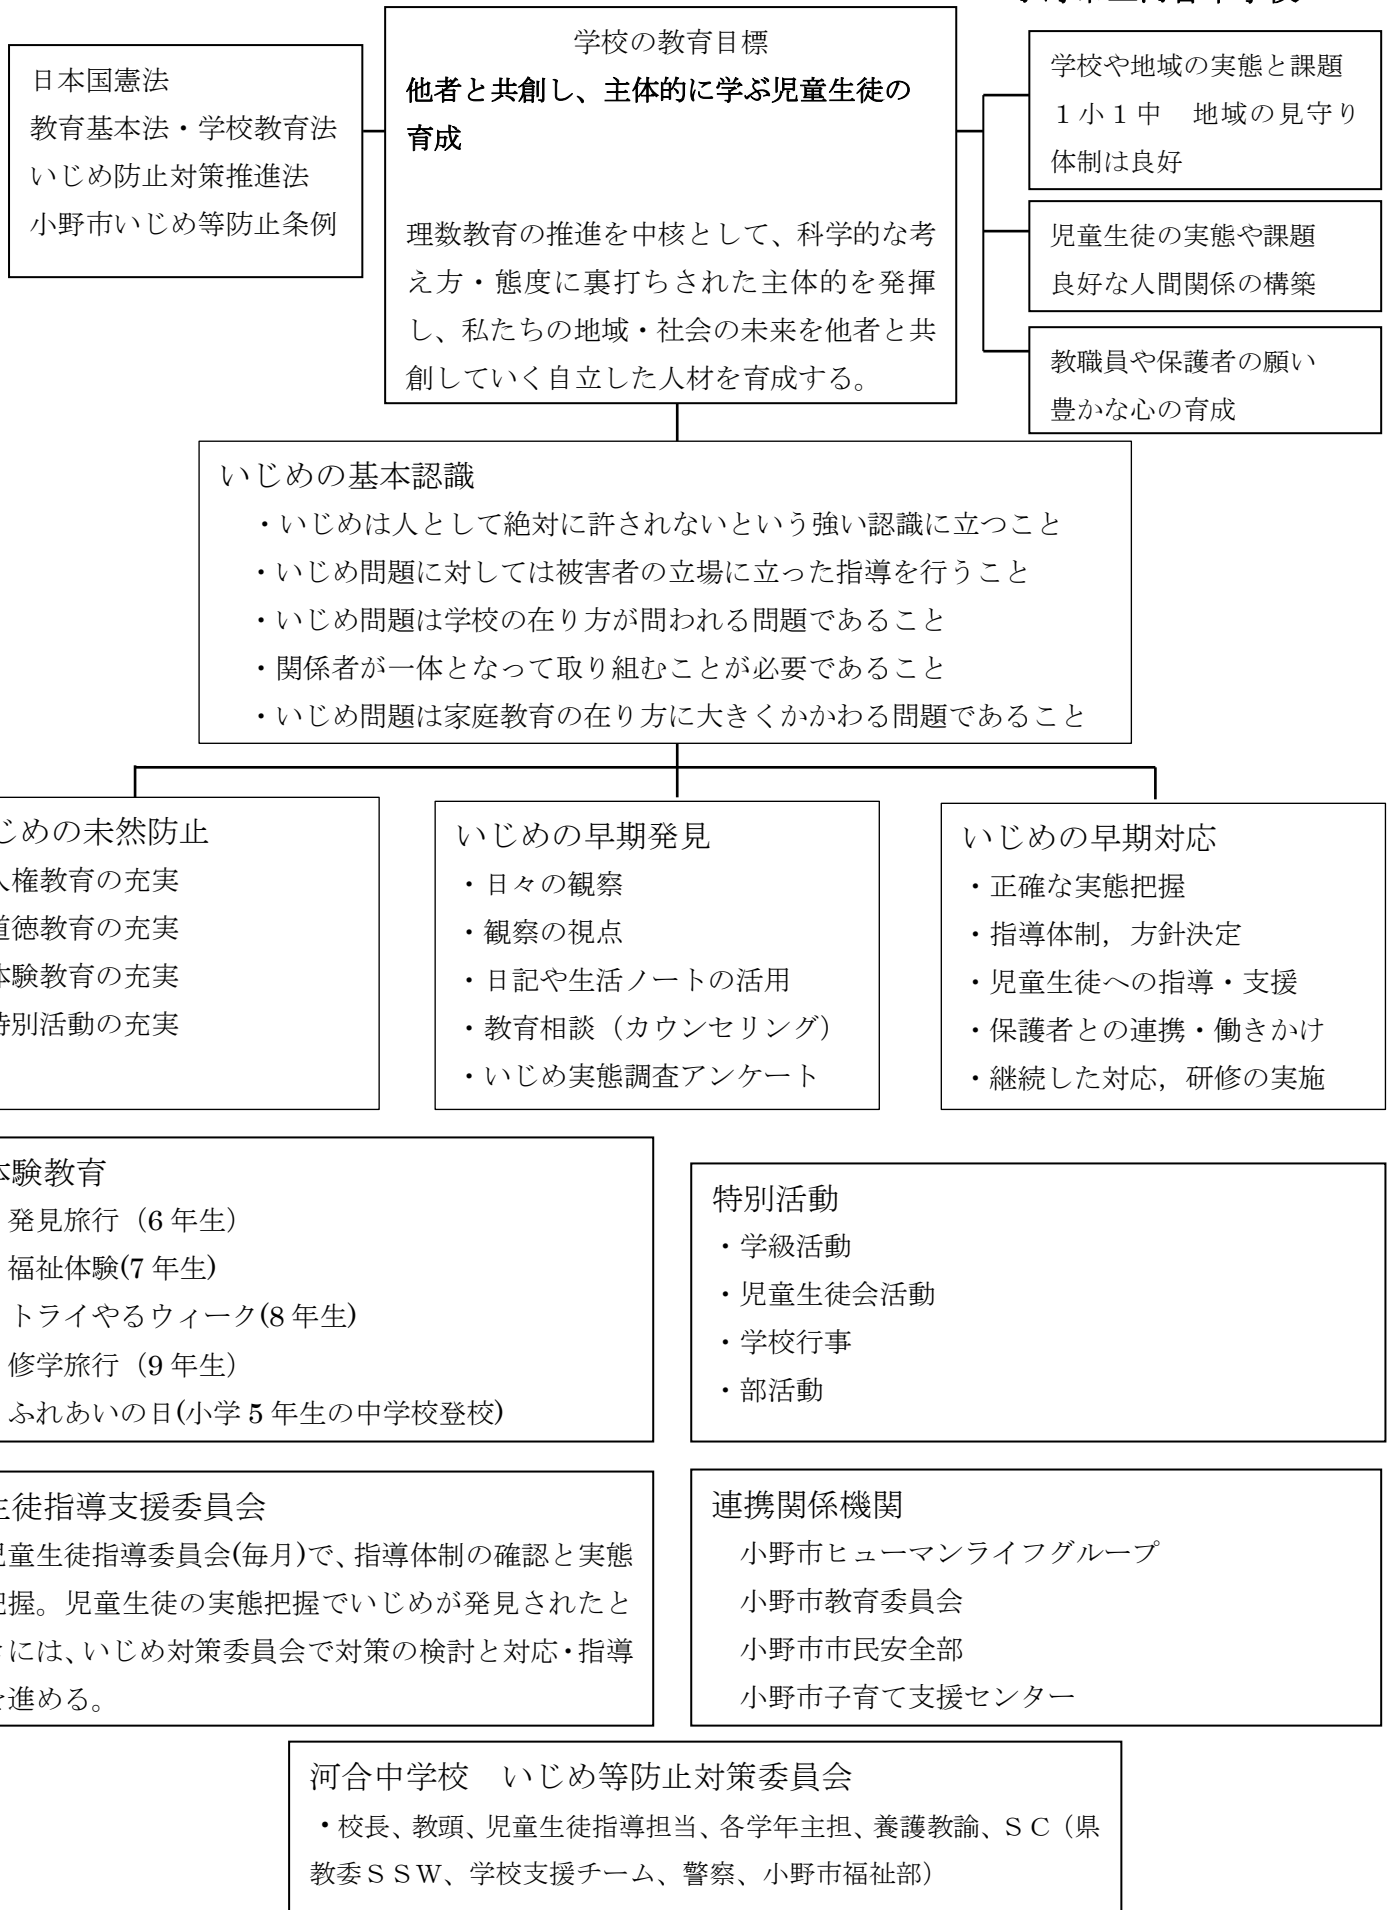 学校の教育目標
他者と共創し、主体的に学ぶ児童生徒の
育成
理数教育の推進を中核として、科学的な考
え方・態度に裏打ちされた主体的を発揮
し、私たちの地域・社会の未来を他者と共
創していく自立した人材を育成する。
日本国憲法
教育基本法・学校教育法
いじめ防止対策推進法
小野市いじめ等防止条例
学校や地域の実態と課題
１小１中　地域の見守り
体制は良好
児童生徒の実態や課題
良好な人間関係の構築
教職員や保護者の願い
豊かな心の育成
いじめの基本認識
・いじめは人として絶対に許されないという強い認識に立つこと
・いじめ問題に対しては被害者の立場に立った指導を行うこと
・いじめ問題は学校の在り方が問われる問題であること
・関係者が一体となって取り組むことが必要であること
・いじめ問題は家庭教育の在り方に大きくかかわる問題であること
じめの未然防止
人権教育の充実
道徳教育の充実
体験教育の充実
特別活動の充実
いじめの早期発見
・日々の観察
・観察の視点
・日記や生活ノートの活用
・教育相談（カウンセリング）
・いじめ実態調査アンケート
いじめの早期対応
・正確な実態把握
・指導体制，方針決定
・児童生徒への指導・支援
・保護者との連携・働きかけ
・継続した対応，研修の実施
体験教育
発見旅行（6 年生）
福祉体験(7 年生)
トライやるウィーク(8 年生)
修学旅行（9 年生）
ふれあいの日(小学 5 年生の中学校登校)
特別活動
・学級活動
・児童生徒会活動
・学校行事
・部活動
生徒指導支援委員会
児童生徒指導委員会(毎月)で、指導体制の確認と実態
把握。児童生徒の実態把握でいじめが発見されたと
きには、いじめ対策委員会で対策の検討と対応・指導
を進める。
連携関係機関
小野市ヒューマンライフグループ
小野市教育委員会
小野市市民安全部
小野市子育て支援センター
河合中学校　いじめ等防止対策委員会
・校長、教頭、児童生徒指導担当、各学年主担、養護教諭、ＳＣ（県
教委ＳＳＷ、学校支援チーム、警察、小野市福祉部）